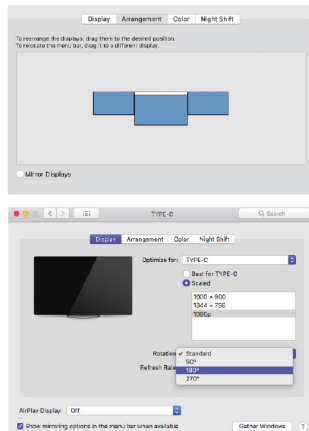 Display Arrangement Color Night Shift
To rearrange the displays, drag them to the desired position.
To relocate the menu bar, drag it to a different display.
Mirror Displays
TYPE-C
Search
Display Arrangement Color Night Shift
Optimize for: TYPE-C
Best for TYPE-C
Scaled
1600 × 900
1344 × 756
1080p
Rotation ✓ Standard
90°
Refresh Rate 180°
270°
AirPlay Display: Off
Show mirroring options in the menu bar when available
Gather Windows ?